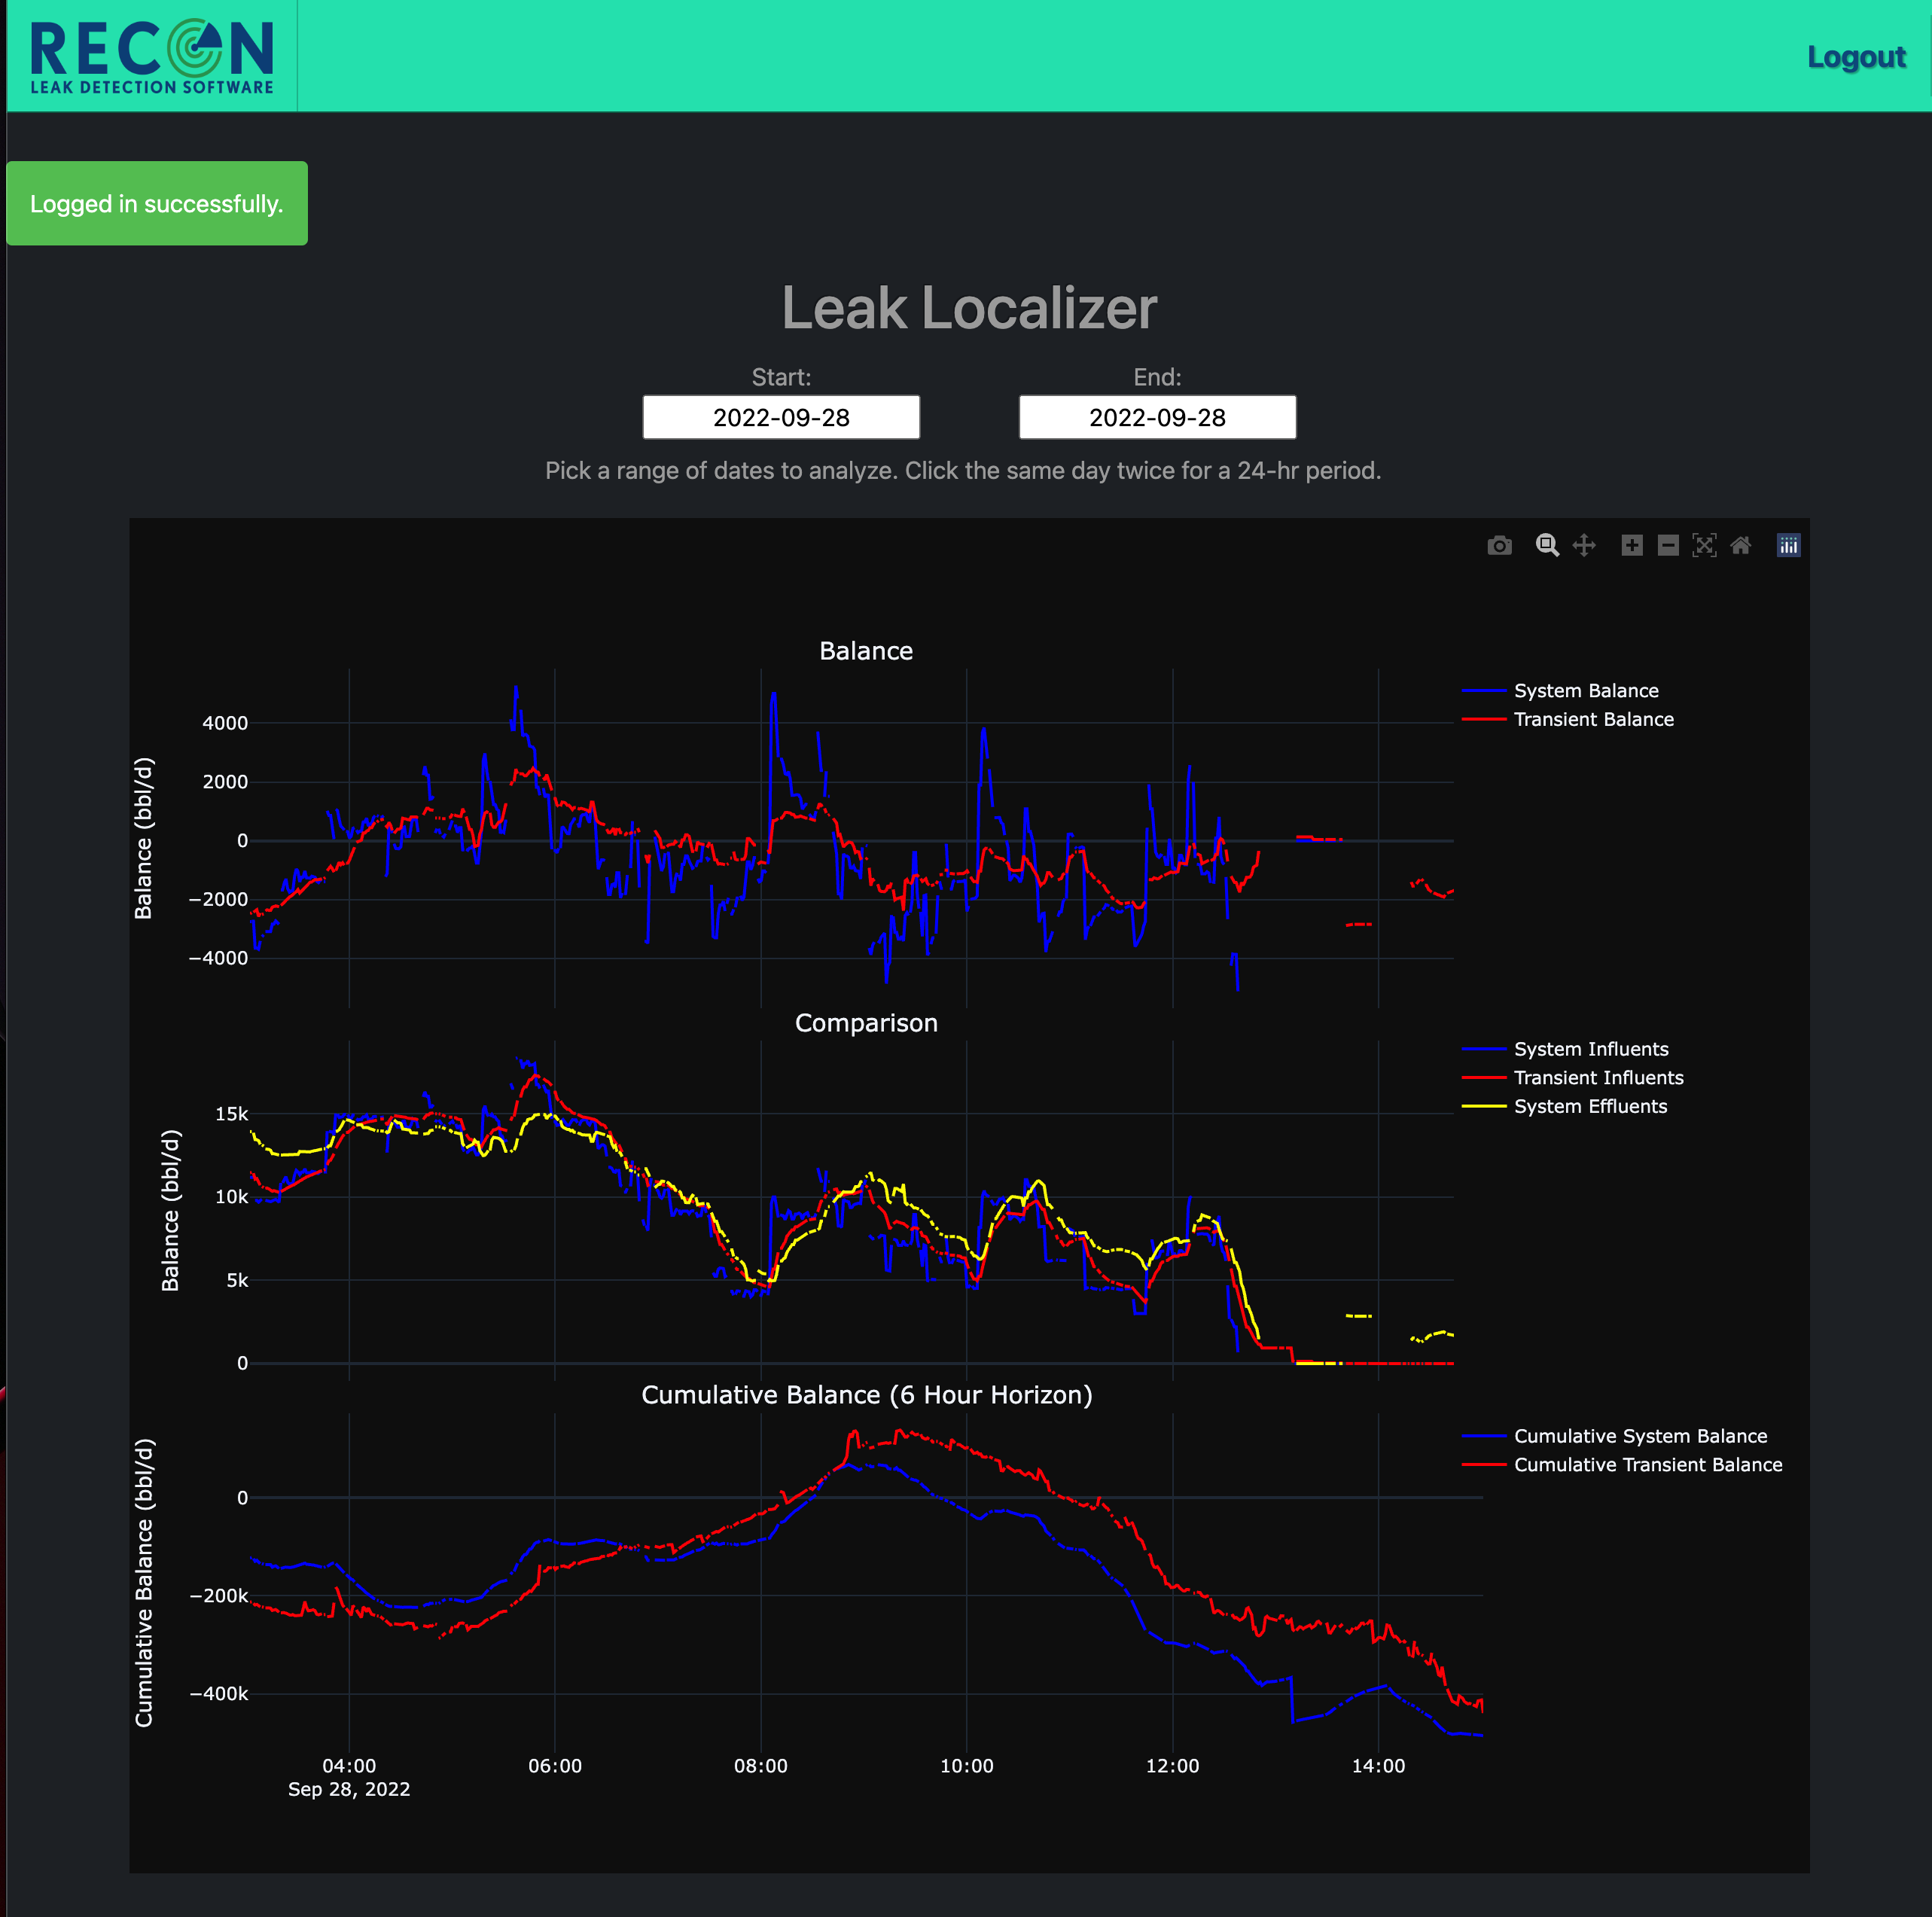 RECON
LEAK DETECTION SOFTWARE
Logout
Logged in successfully.
Leak Localizer
Start:
End:
2022-09-28
2022-09-28
Pick a range of dates to analyze. Click the same day twice for a 24-hr period.
Balance
System Balance
Transient Balance
Balance (bbl/d)
4000
2000
0
−2000
−4000
Comparison
System Influents
Transient Influents
System Effluents
Balance (bbl/d)
15k
10k
5k
0
Cumulative Balance (6 Hour Horizon)
Cumulative System Balance
Cumulative Transient Balance
Cumulative Balance (bbl/d)
0
−200k
−400k
04:00
06:00
08:00
10:00
12:00
14:00
Sep 28, 2022